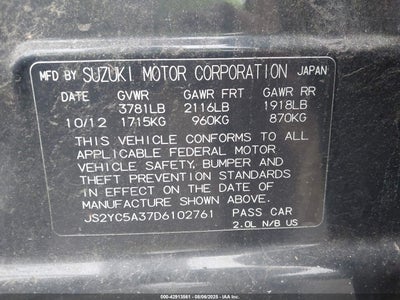 MFD BY SUZUKI MOTOR CORPORATION JAPAN
DATE GVWR GAWR FRT GAWR RR
3781LB 2116LB 1918LB
10/12 1715KG 960KG 870KG
THIS VEHICLE CONFORMS TO ALL
APPLICABLE FEDERAL MOTOR
VEHICLE SAFETY, BUMPER AND
THEFT PREVENTION STANDARDS
IN EFFECT ON THE DATE OF
MANUFACTURE SHOWN ABOVE.
JS2YC5A37D6102761 PASS CAR
2.0L N/B US
000-42913561 - 08/06/2025 - IAA Inc.